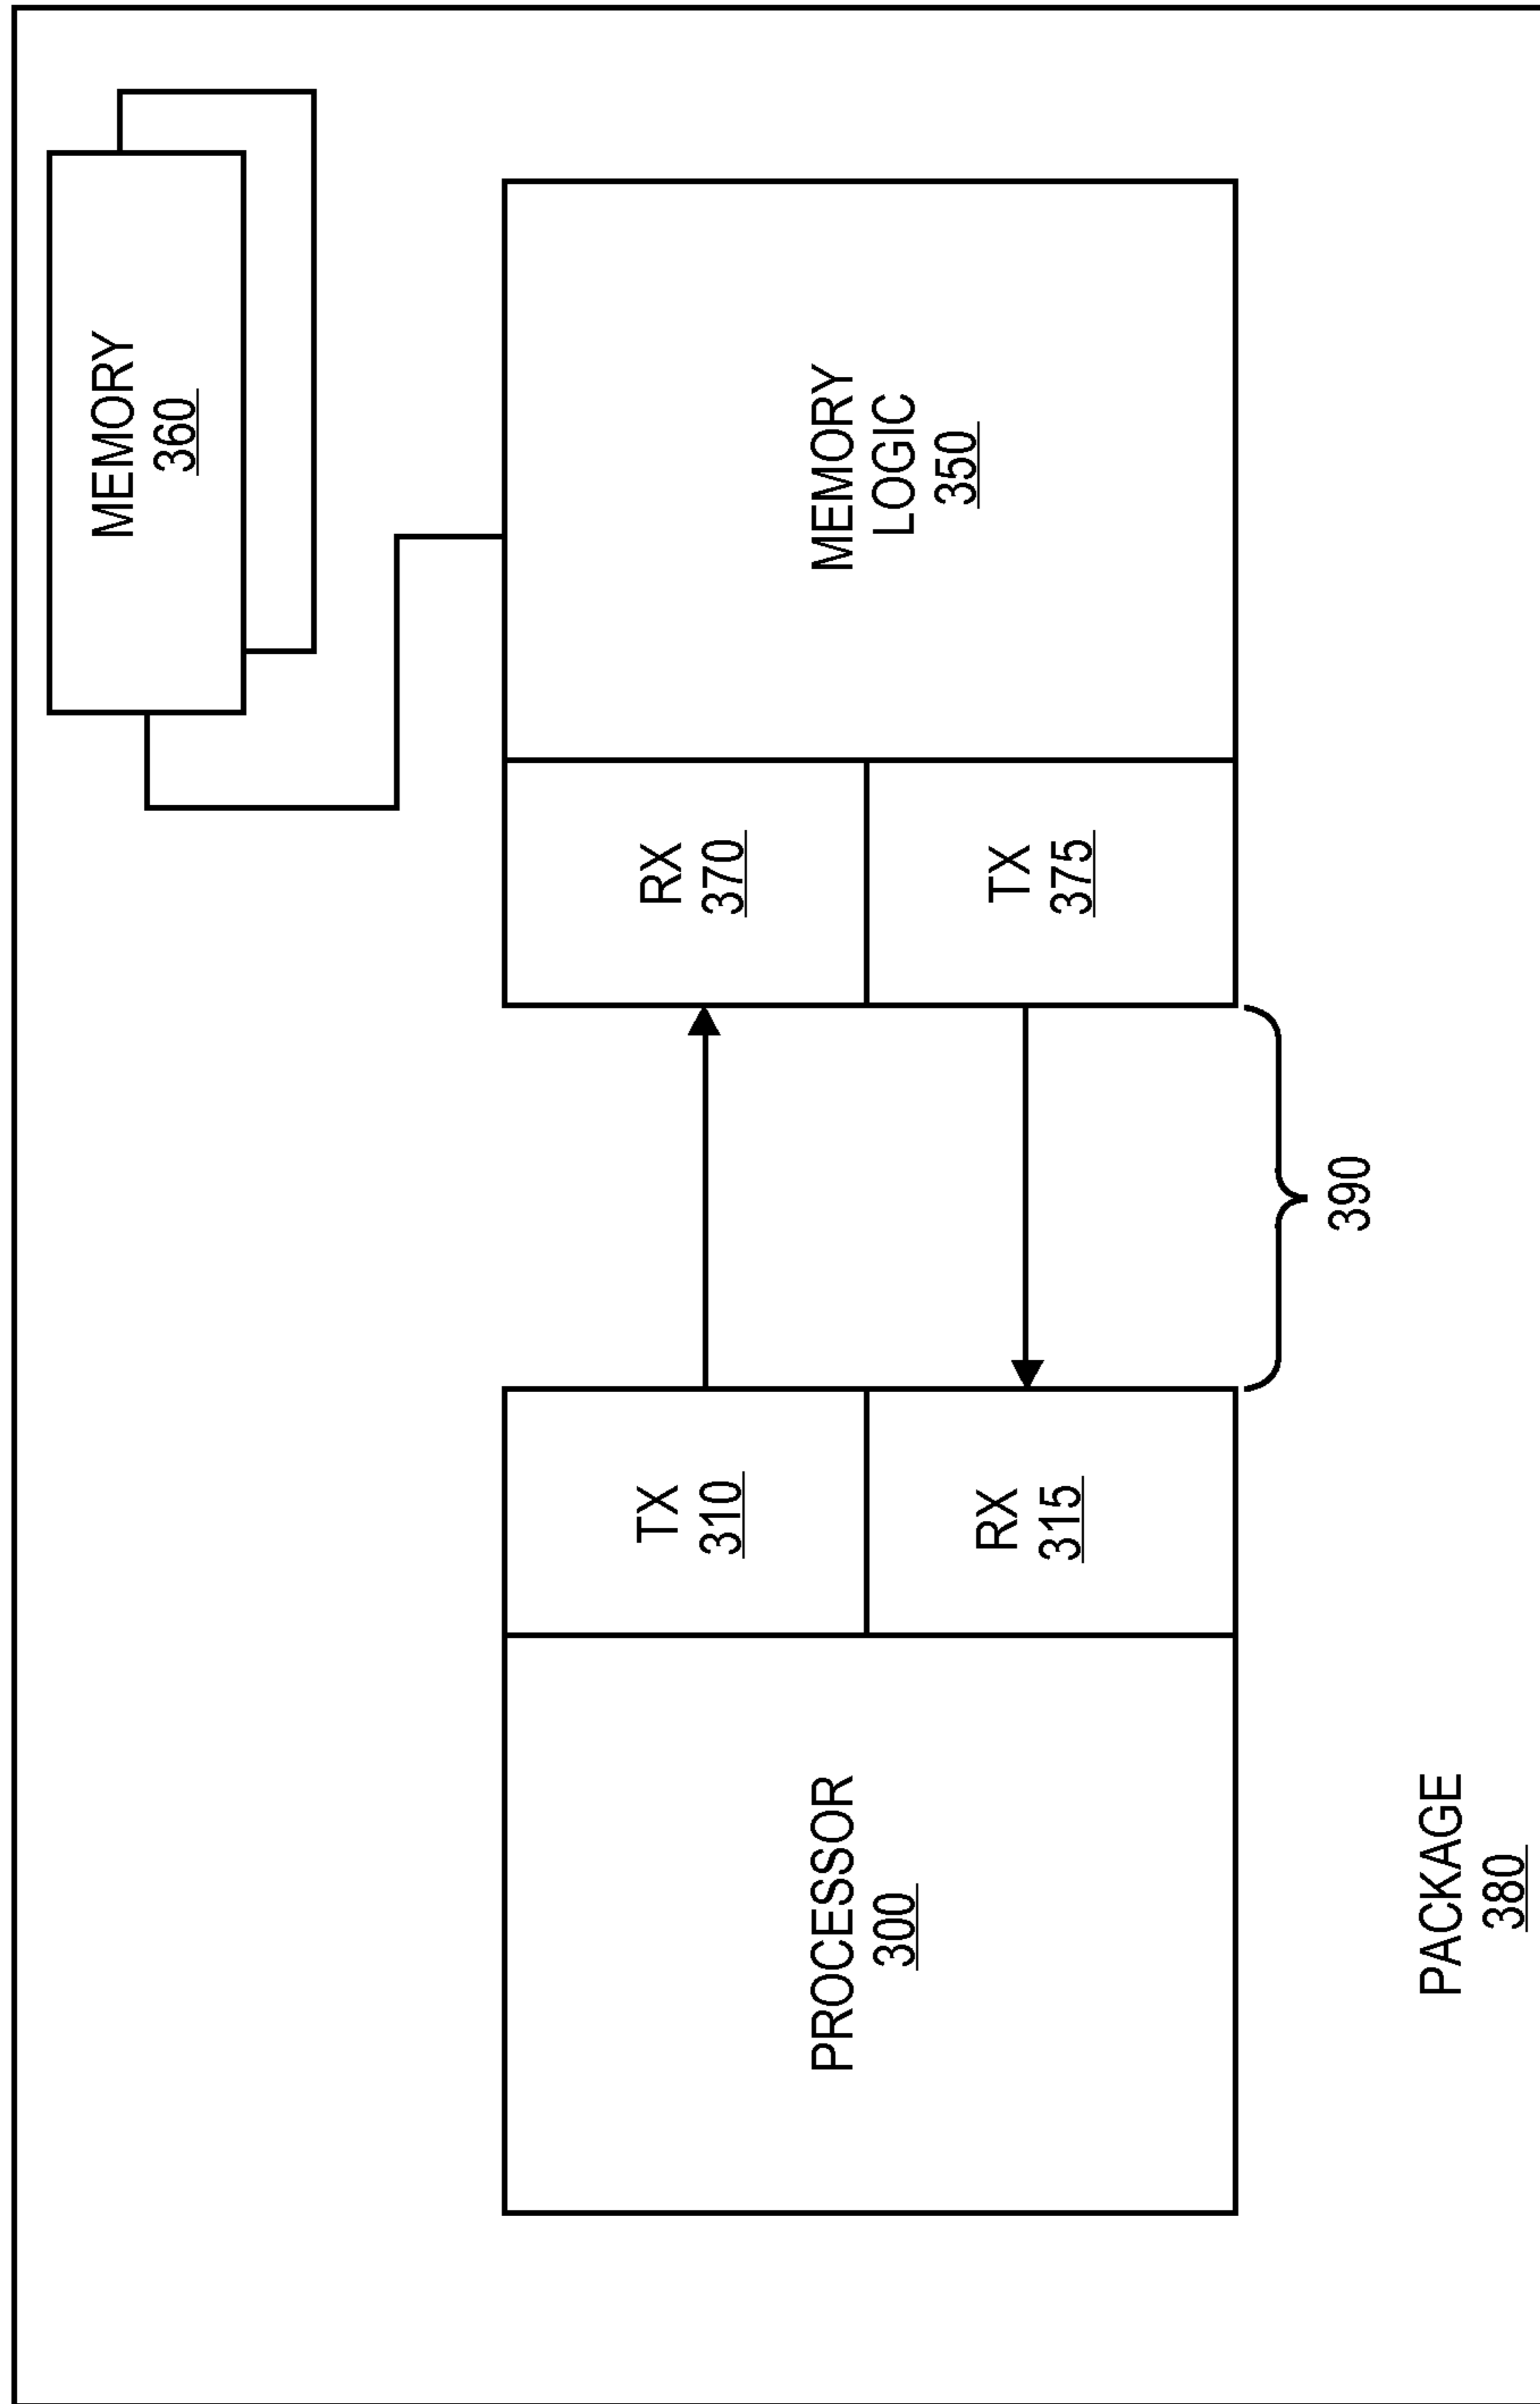 MEMORY
360
MEMORY
LOGIC
350
RX
370
TX
375
390
TX
310
RX
315
PROCESSOR
300
PACKAGE
380